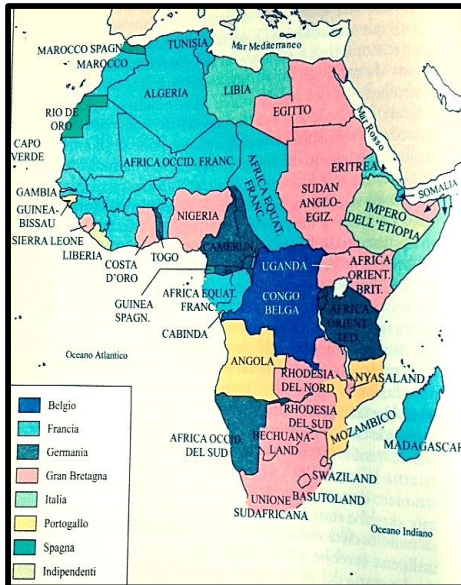 Mar Mediterraneo
MAROCCO SPAGN.
MAROCCO
TUNISIA
ALGERIA
LIBIA
EGITTO
Mar Rosso
RIO DE
ORO
CAPO
VERDE
AFRICA OCCID. FRANC.
AFRICA EQUAT.
FRANC.
SUDAN
ANGLO-
EGIZ.
ERITREA
SOMALIA
IMPERO
DELL'ETIOPIA
GAMBIA
GUINEA-
BISSAU
SIERRA LEONE
LIBERIA
COSTA
D'ORO
TOGO
NIGERIA
CAMERUN
GUINEA
SPAGN.
AFRICA EQUAT.
FRANC.
CABINDA
UGANDA
CONGO
BELGA
AFRICA
ORIENT.
BRIT.
AFRICA
ORIENT.
TED.
Oceano Atlantico
ANGOLA
RHODESIA
DEL NORD
NYASALAND
RHODESIA
DEL SUD
MOZAMBICO
MADAGASCAR
AFRICA OCCID.
DEL SUD
BECHUANA-
LAND
SWAZILAND
BASUTOLAND
UNIONE
SUDAFRICANA
Oceano Indiano
Belgio
Francia
Germania
Gran Bretagna
Italia
Portogallo
Spagna
Indipendenti